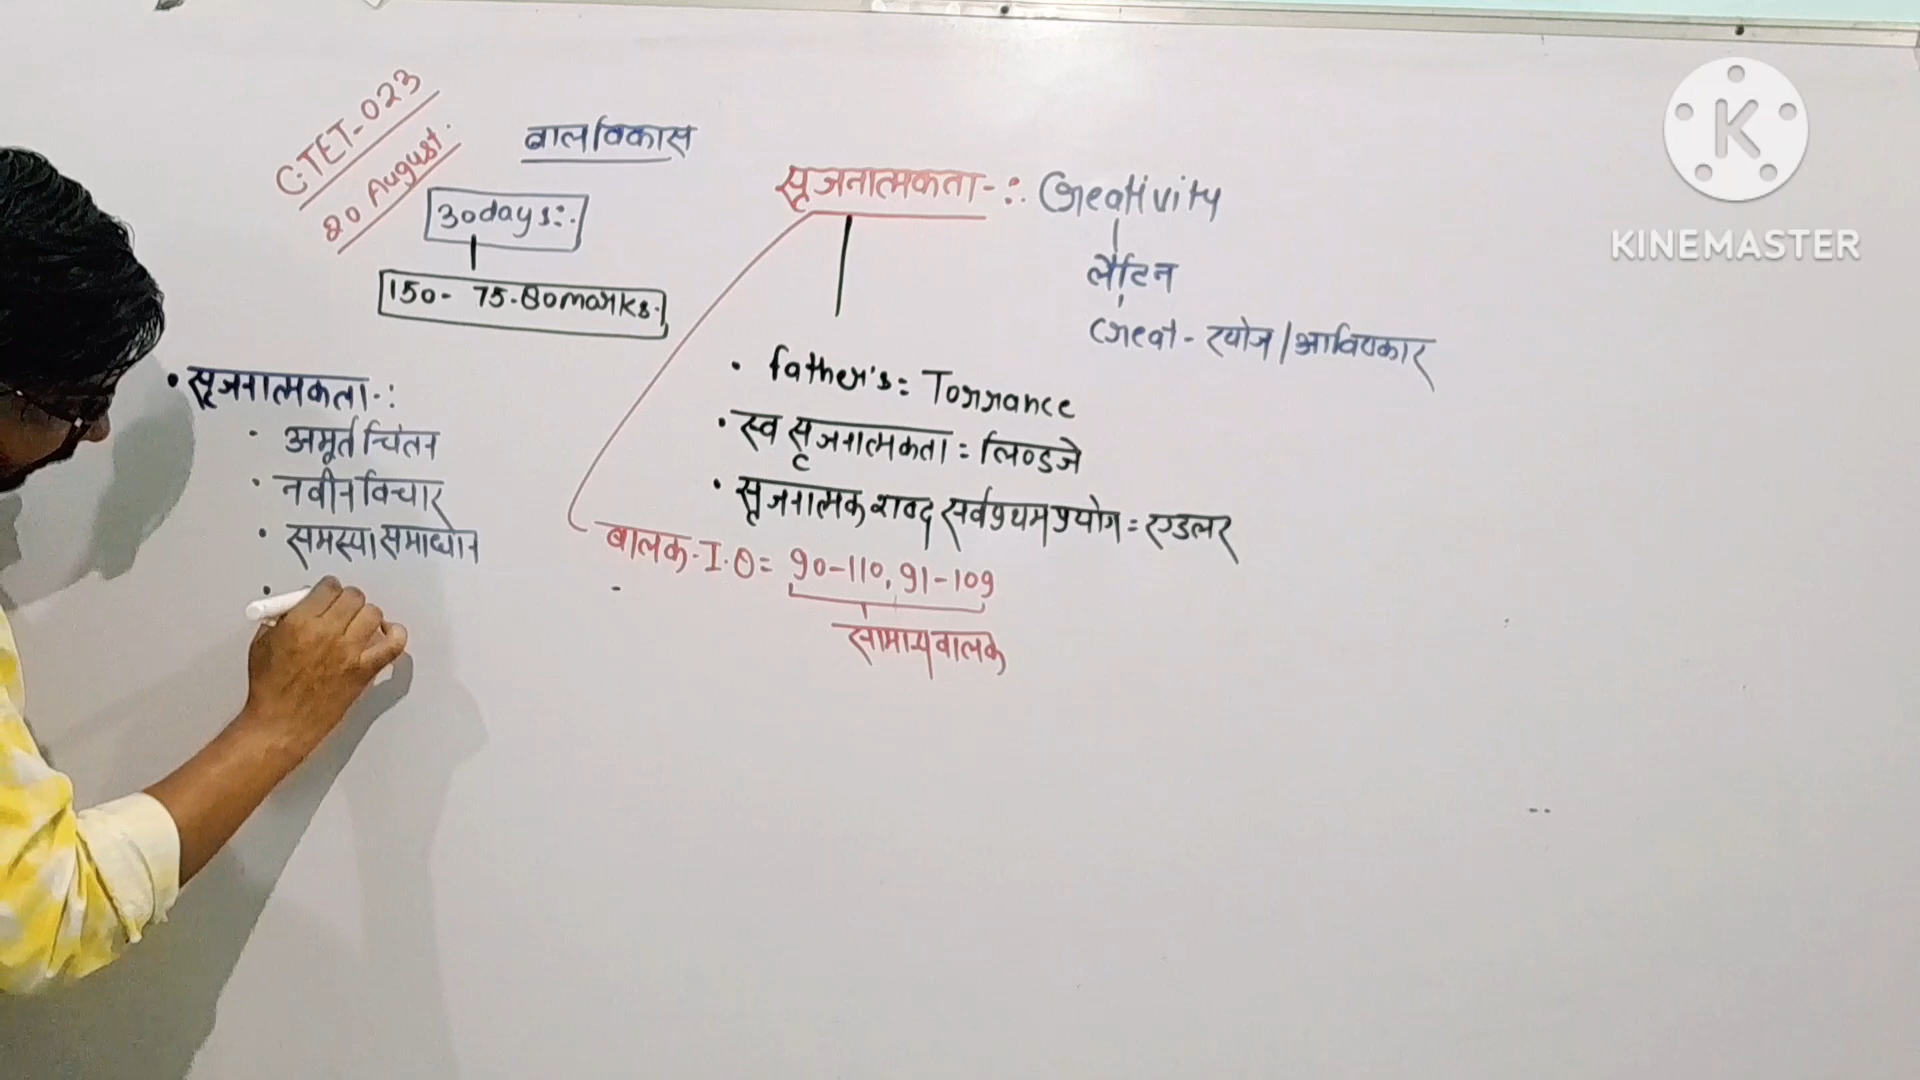 CTET-023
20 August.
बाल विकास
30days:-
150- 75-80marks.
सृजनात्मकता-: Creativity
लैटिन
Creat - खोज/आविष्कार
• father's = Torrance
• स्व सृजनात्मकता = लिण्डजे
• सृजनात्मक शब्द सर्वप्रथम प्रयोग = एडलर
बालक-I.Q = 90-110, 91-109
सामान्य बालक
• सृजनात्मकता-:
• अमूर्त चिंतन
• नवीन विचार
• समस्या समाधान
K
KINEMASTER